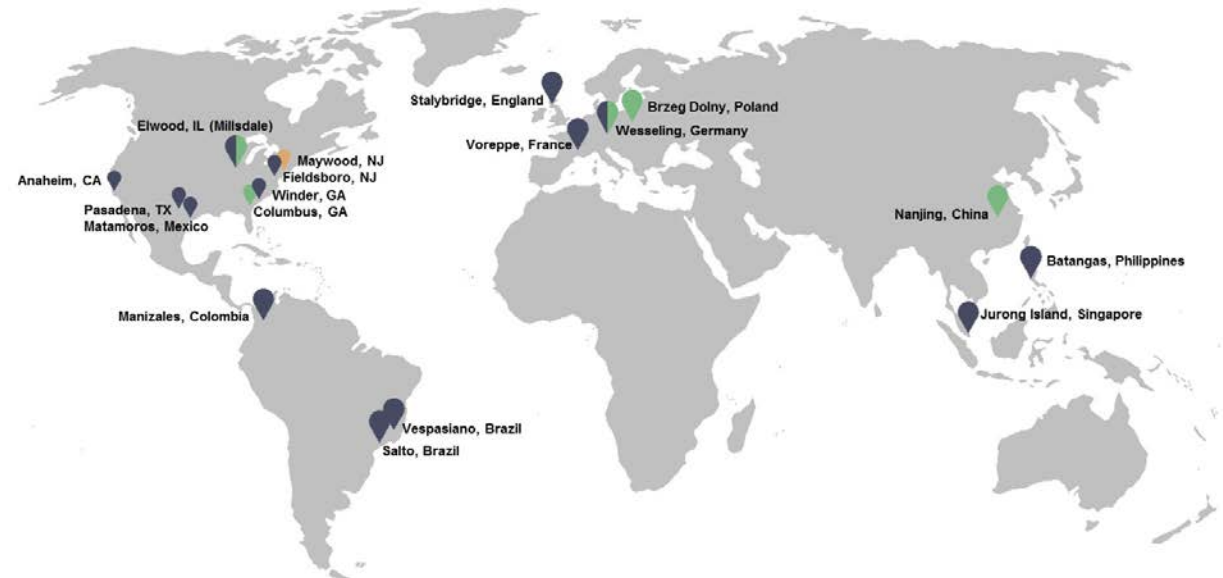 Stalybridge, England
Brzeg Dolny, Poland
Elwood, IL (Millsdale)
Wesseling, Germany
Voreppe, France
Maywood, NJ
Fieldsboro, NJ
Anaheim, CA
Winder, GA
Pasadena, TX
Columbus, GA
Matamoros, Mexico
Nanjing, China
Batangas, Philippines
Manizales, Colombia
Jurong Island, Singapore
Vespasiano, Brazil
Salto, Brazil